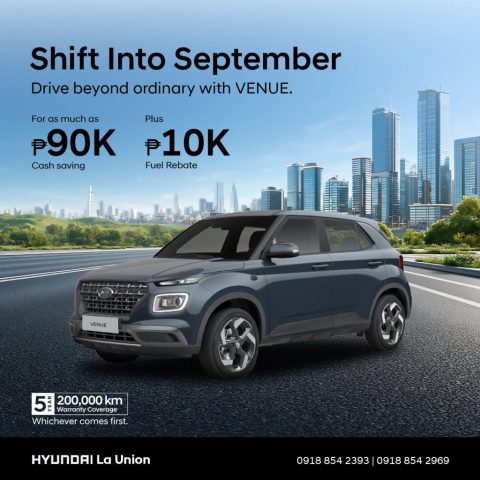 Shift Into September
Drive beyond ordinary with VENUE.
For as much as
₱90K
Cash saving
Plus
₱10K
Fuel Rebate
VENUE
5 YEARS 200,000 km
Warranty Coverage
Whichever comes first.
HYUNDAI La Union
0918 854 2393 | 0918 854 2969